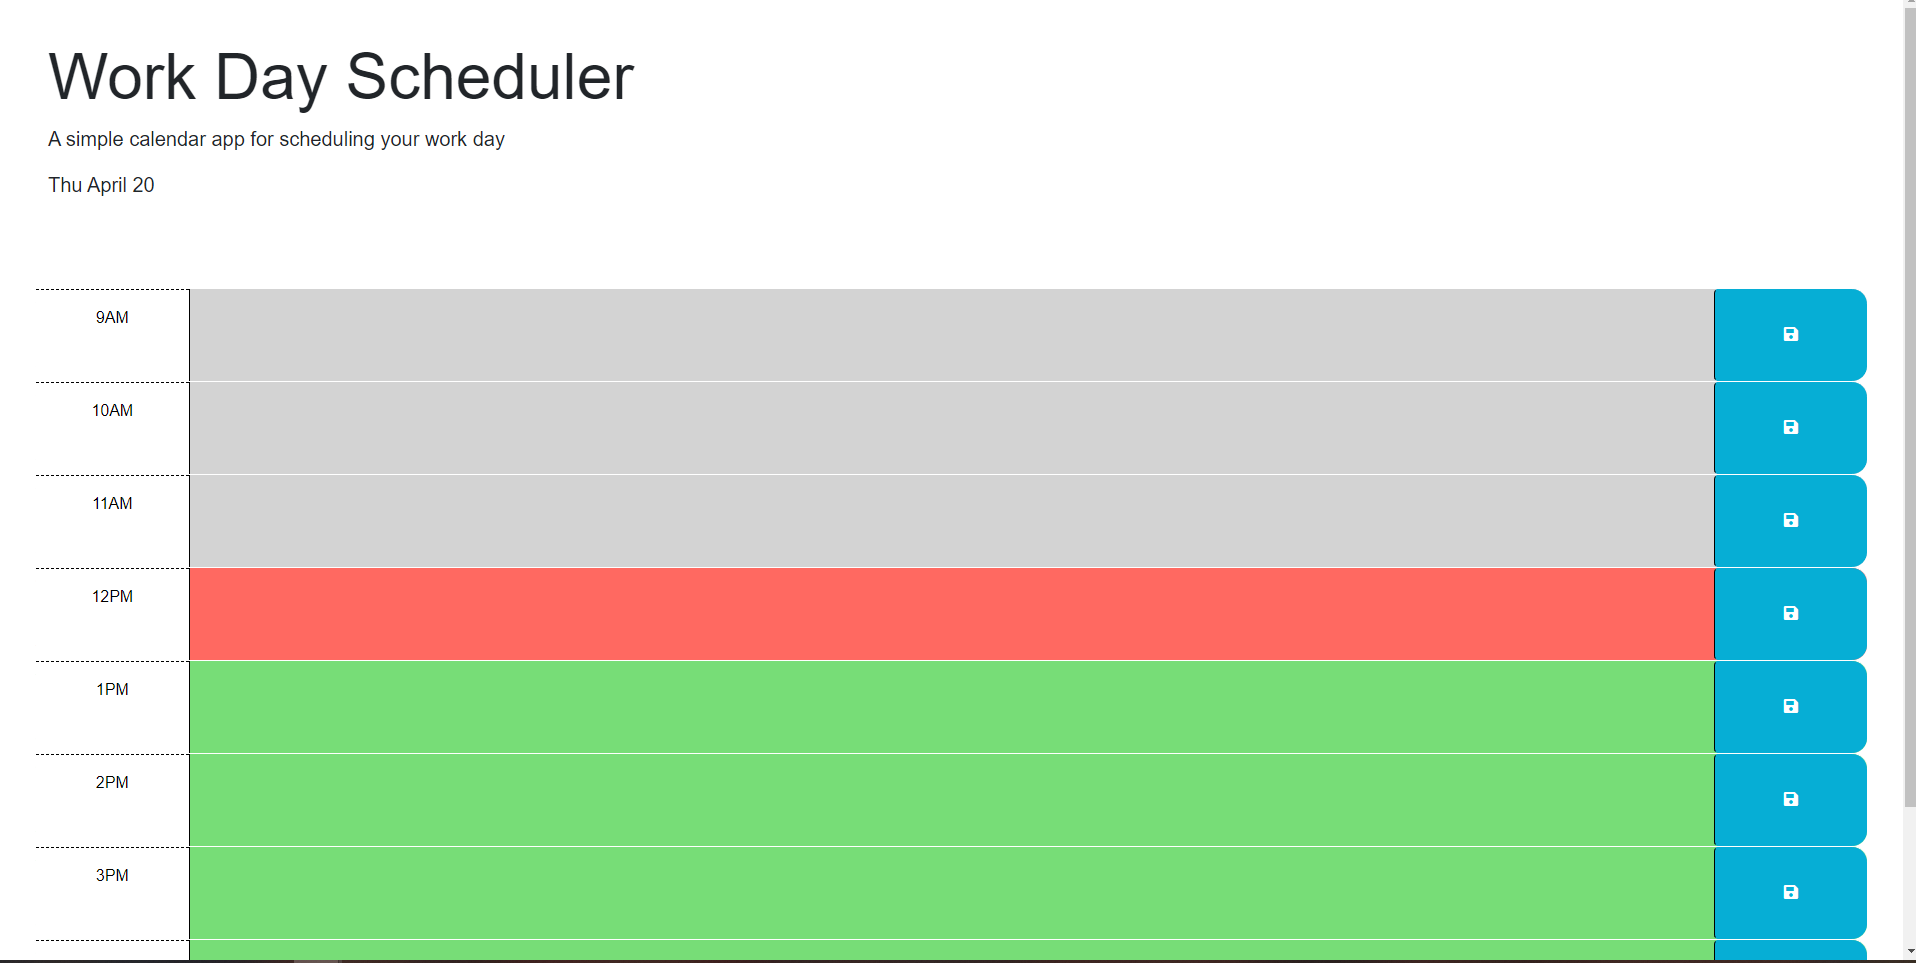 Work Day Scheduler
A simple calendar app for scheduling your work day
Thu April 20
9AM
10AM
11AM
12PM
1PM
2PM
3PM